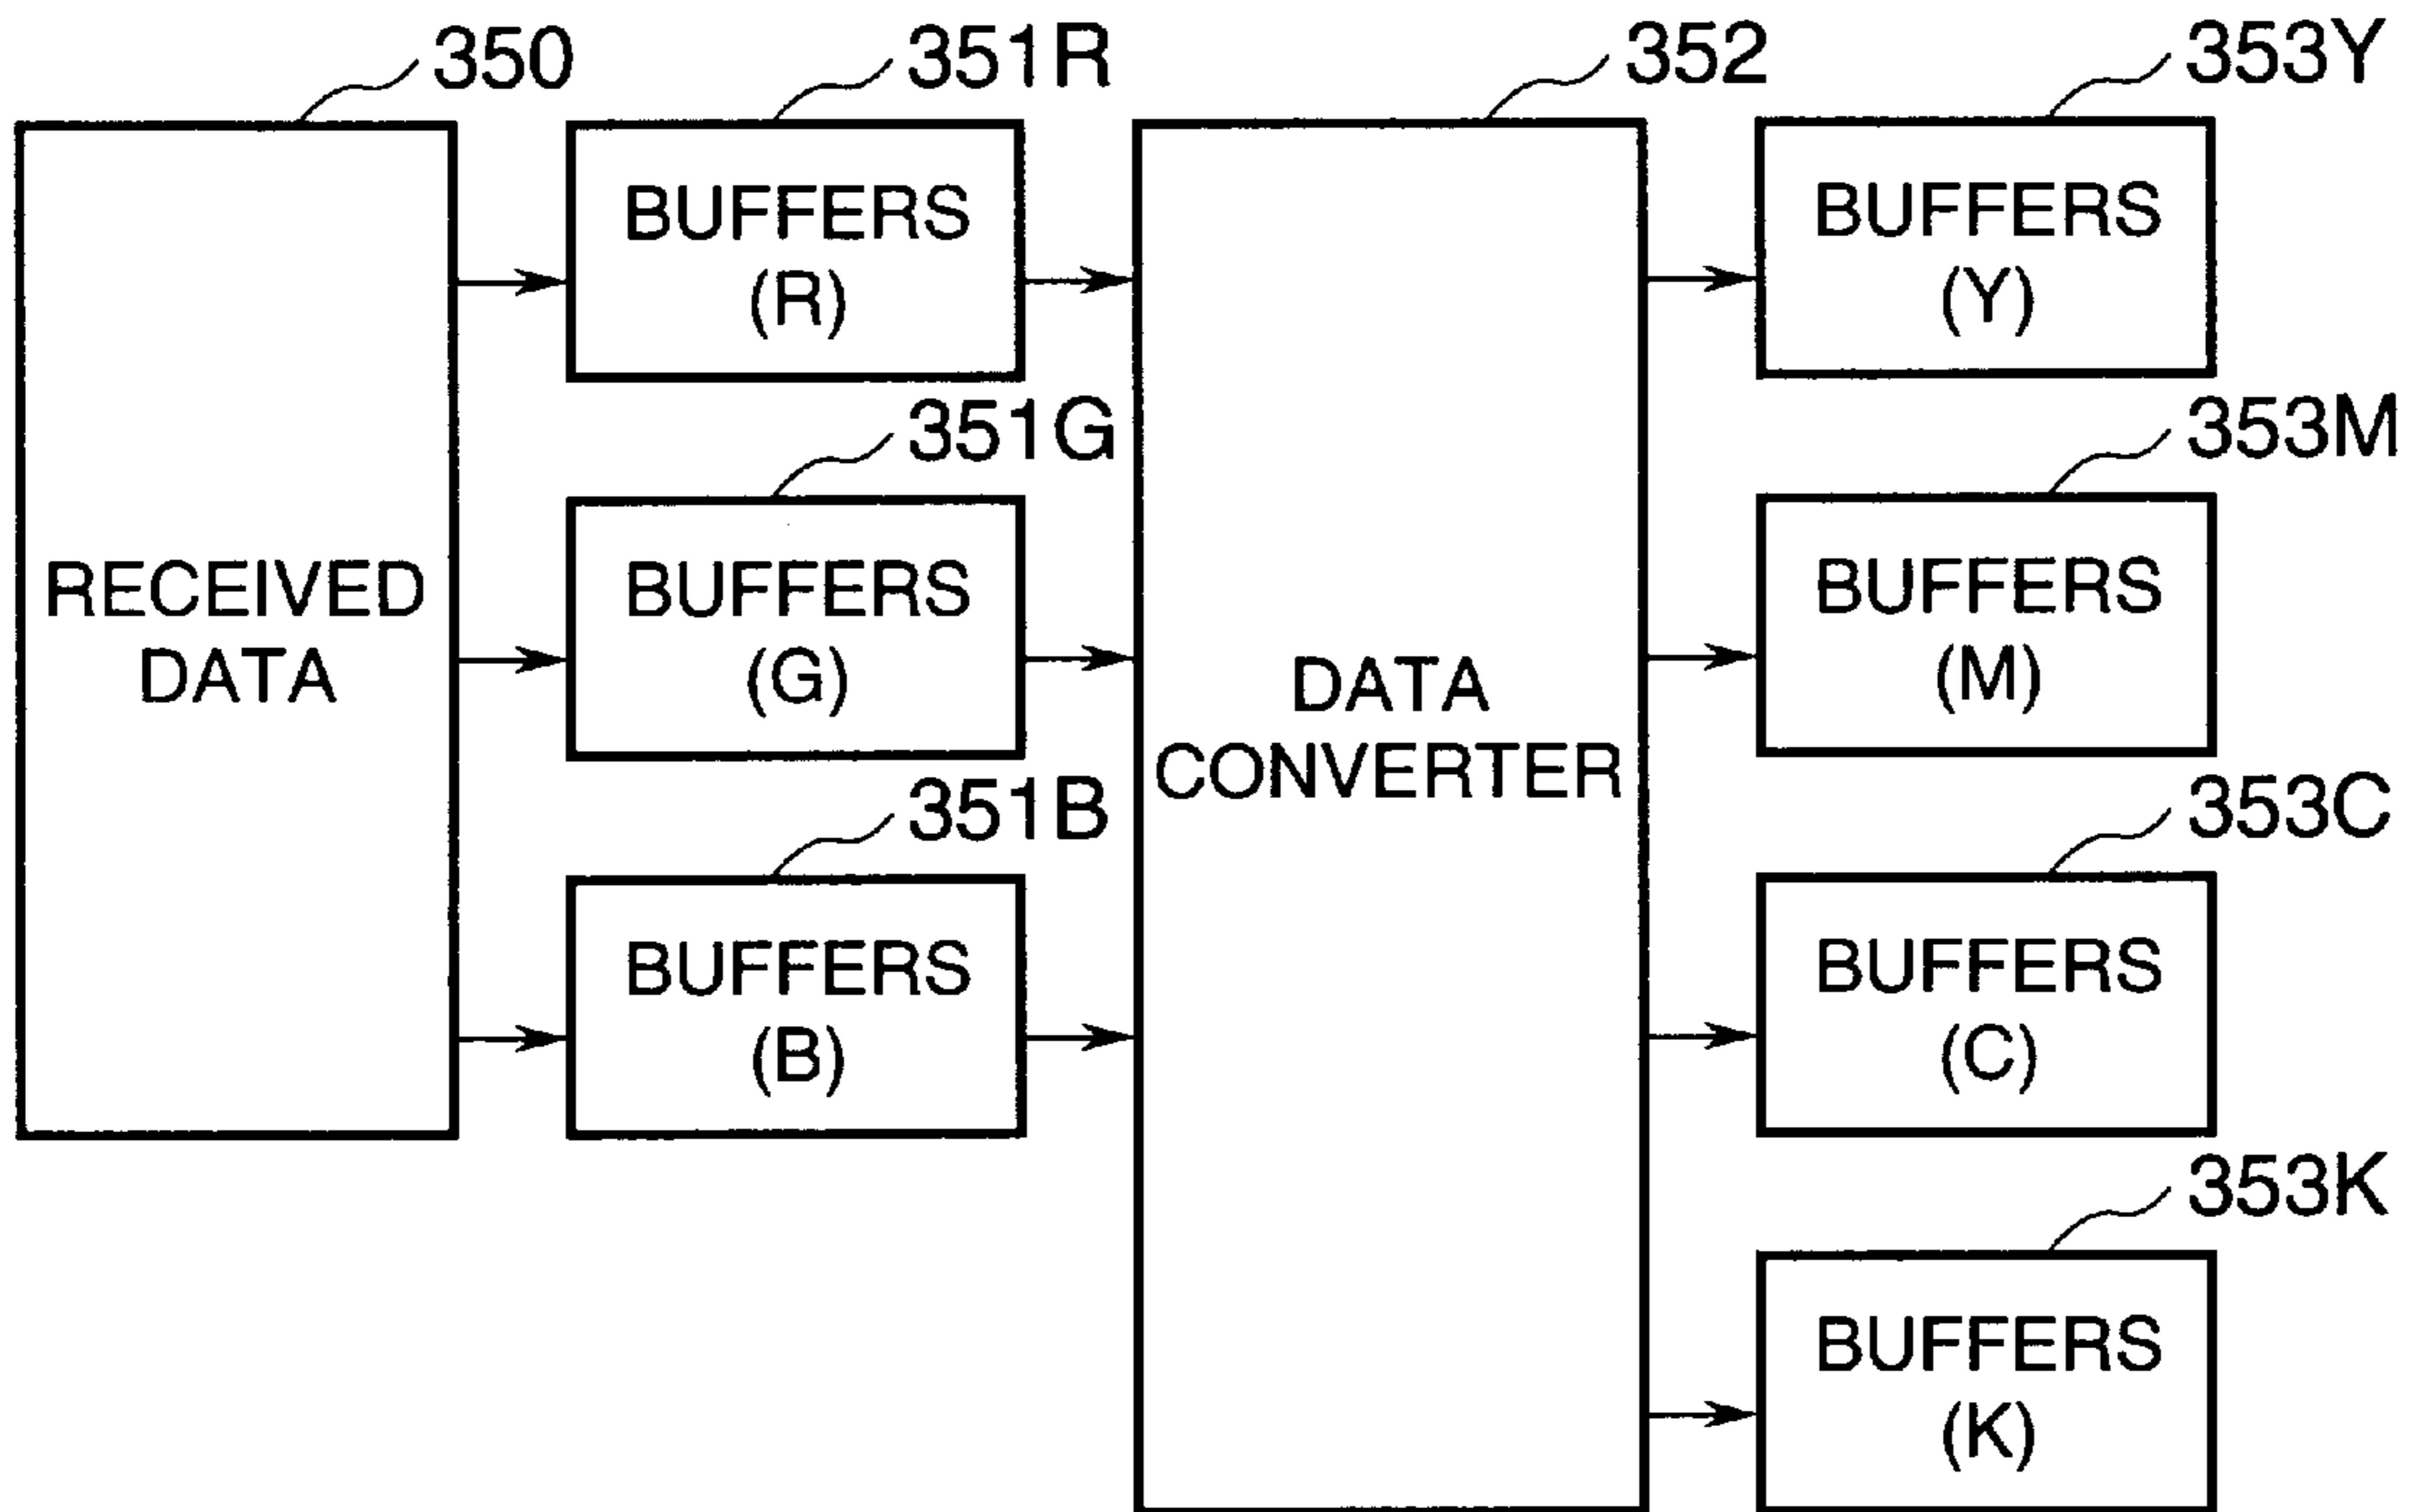 350
351R
352
353Y
BUFFERS
(R)
BUFFERS
(Y)
351G
353M
RECEIVED
DATA
BUFFERS
(G)
DATA
CONVERTER
BUFFERS
(M)
351B
353C
BUFFERS
(B)
BUFFERS
(C)
353K
BUFFERS
(K)